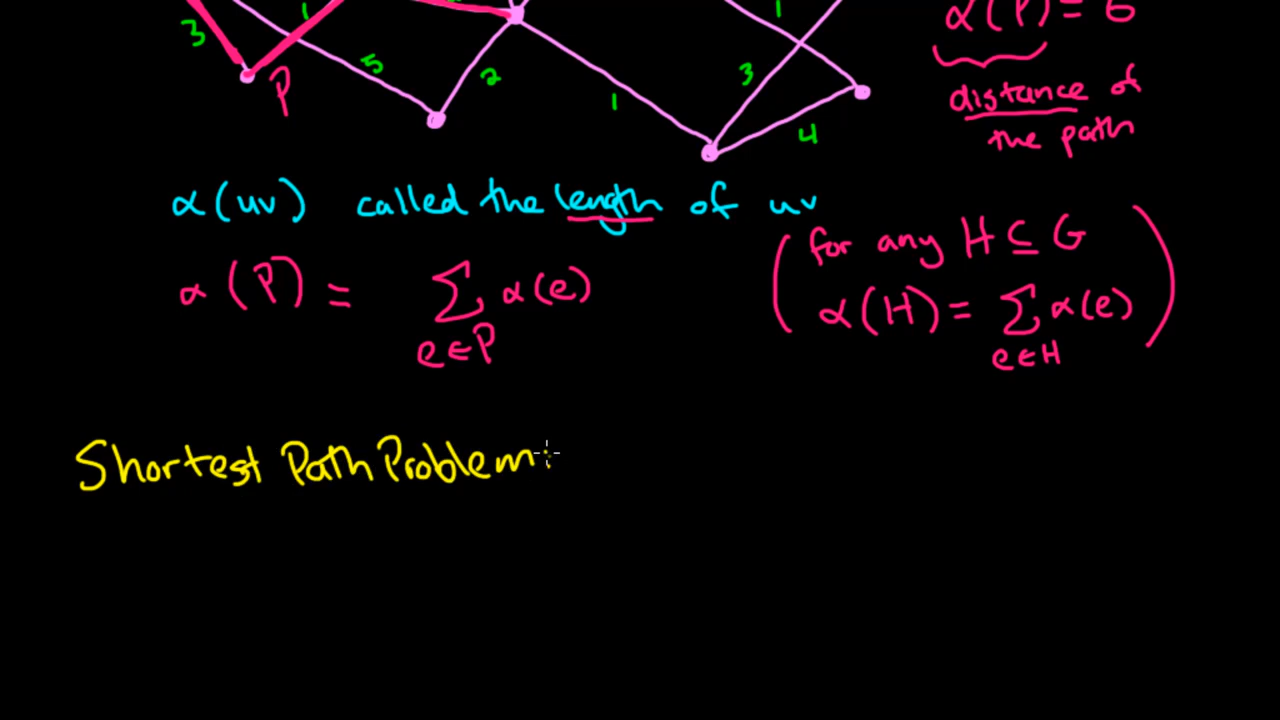 α(P) = 6
3
1
1
P
5
2
3
1
4
distance of
the path
α(uv) called the length of uv
α(P) = Σ α(e)
e∈P
(for any H ⊆ G
α(H) = Σ α(e))
e∈H
Shortest Path Problem: